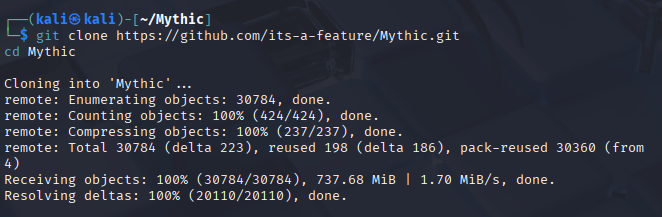 ┌──(kali㉿kali)-[~/Mythic]
└─$ git clone https://github.com/its-a-feature/Mythic.git
cd Mythic
Cloning into 'Mythic'...
remote: Enumerating objects: 30784, done.
remote: Counting objects: 100% (424/424), done.
remote: Compressing objects: 100% (237/237), done.
remote: Total 30784 (delta 223), reused 198 (delta 186), pack-reused 30360 (from
4)
Receiving objects: 100% (30784/30784), 737.68 MiB | 1.70 MiB/s, done.
Resolving deltas: 100% (20110/20110), done.